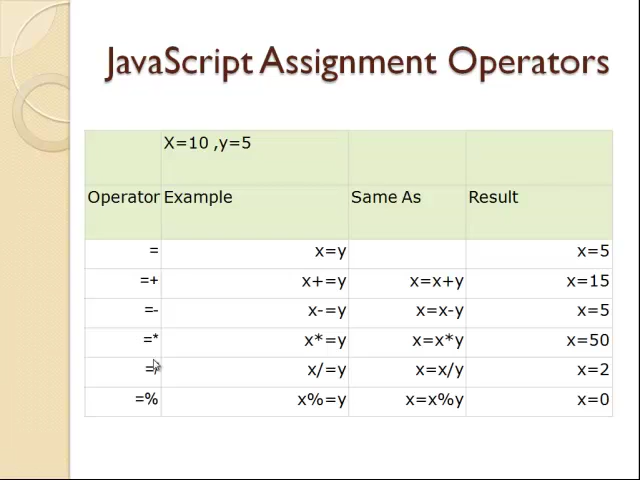 JavaScript Assignment Operators
X=10 ,y=5
Operator Example Same As Result
= x=y x=5
=+ x+=y x=x+y x=15
=- x-=y x=x-y x=5
=* x*=y x=x*y x=50
=/ x/=y x=x/y x=2
=% x%=y x=x%y x=0